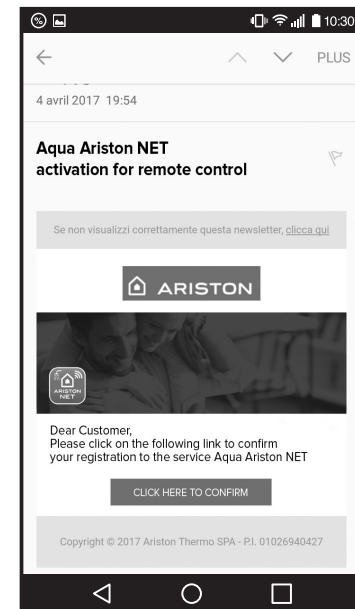 10:30
PLUS
4 avril 2017 19:54
Aqua Ariston NET
activation for remote control
Se non visualizzi correttamente questa newsletter, clicca qui
ARISTON
ARISTON
NET
Dear Customer,
Please click on the following link to confirm
your registration to the service Aqua Ariston NET
CLICK HERE TO CONFIRM
Copyright © 2017 Ariston Thermo SPA - P.I. 01026940427